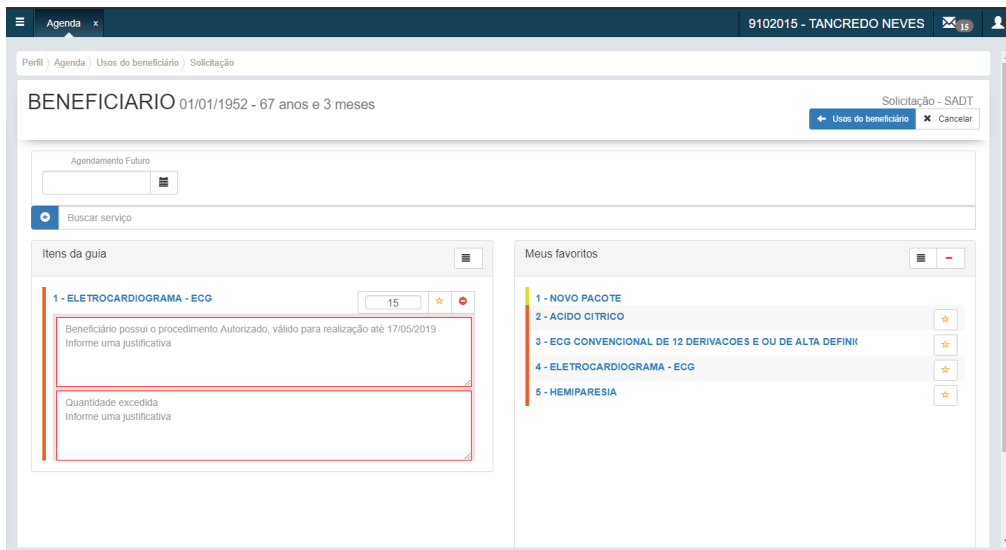 Agenda x
9102015 - TANCREDO NEVES
15
Perfil
Agenda
Usos do beneficiário
Solicitação
BENEFICIARIO 01/01/1952 - 67 anos e 3 meses
Solicitação - SADT
Usos do beneficiário
Cancelar
Agendamento Futuro
Buscar serviço
Itens da guia
1 - ELETROCARDIOGRAMA - ECG
15
Beneficiário possui o procedimento Autorizado, válido para realização até 17/05/2019
Informe uma justificativa
Quantidade excedida
Informe uma justificativa
Meus favoritos
1 - NOVO PACOTE
2 - ACIDO CITRICO
3 - ECG CONVENCIONAL DE 12 DERIVACOES E OU DE ALTA DEFINI
4 - ELETROCARDIOGRAMA - ECG
5 - HEMIPARESIA